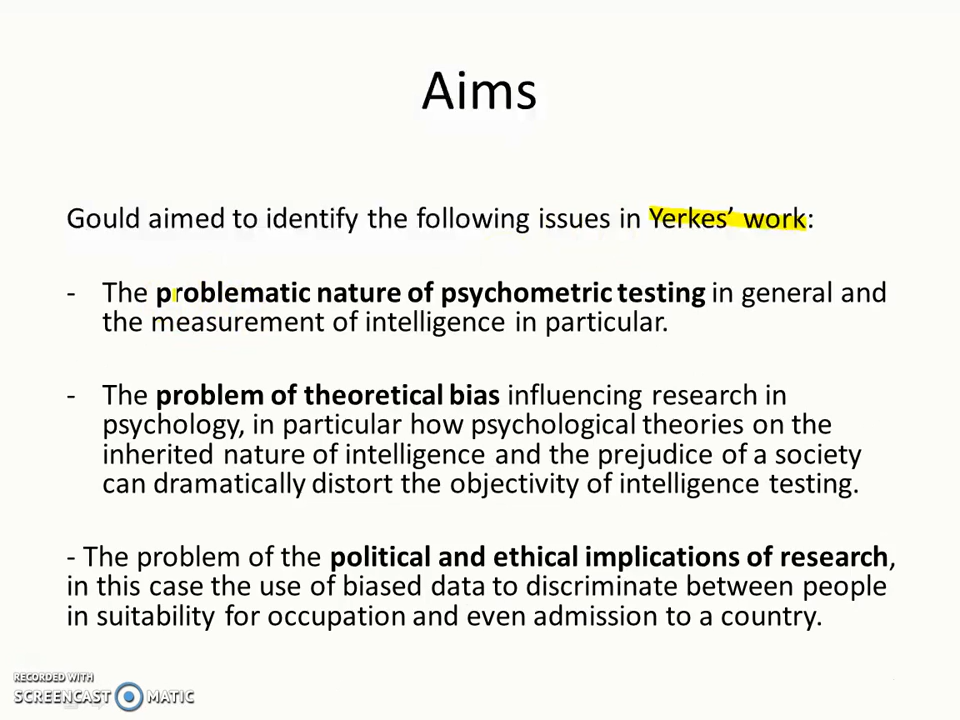 Aims
Gould aimed to identify the following issues in Yerkes’ work:
- The problematic nature of psychometric testing in general and
the measurement of intelligence in particular.
- The problem of theoretical bias influencing research in
psychology, in particular how psychological theories on the
inherited nature of intelligence and the prejudice of a society
can dramatically distort the objectivity of intelligence testing.
- The problem of the political and ethical implications of research,
in this case the use of biased data to discriminate between people
in suitability for occupation and even admission to a country.
RECORDED WITH
SCREENCAST MATIC